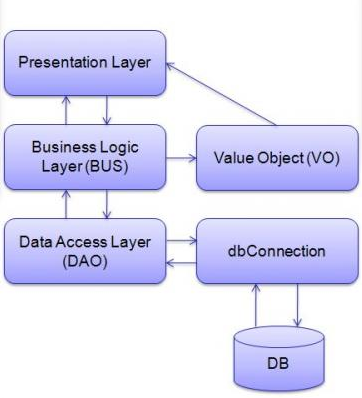 Presentation Layer
Business Logic
Layer (BUS)
Value Object (VO)
Data Access Layer
(DAO)
dbConnection
DB